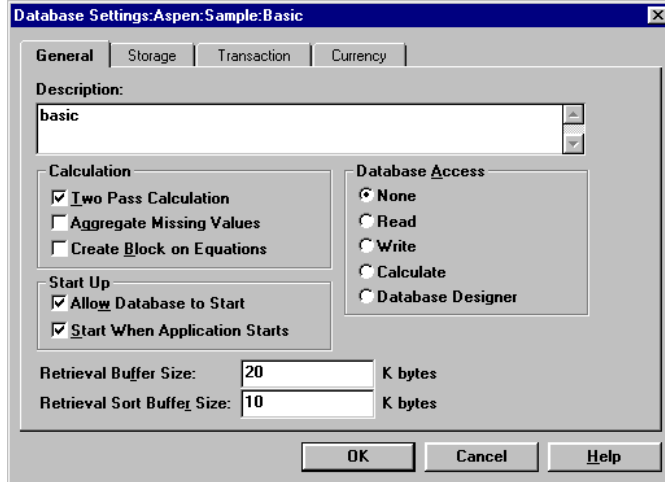 Database Settings:Aspen:Sample:Basic
General Storage Transaction Currency
Description:
basic
Calculation
Two Pass Calculation
Aggregate Missing Values
Create Block on Equations
Database Access
None
Read
Write
Calculate
Database Designer
Start Up
Allow Database to Start
Start When Application Starts
Retrieval Buffer Size: 20 K bytes
Retrieval Sort Buffer Size: 10 K bytes
OK Cancel Help